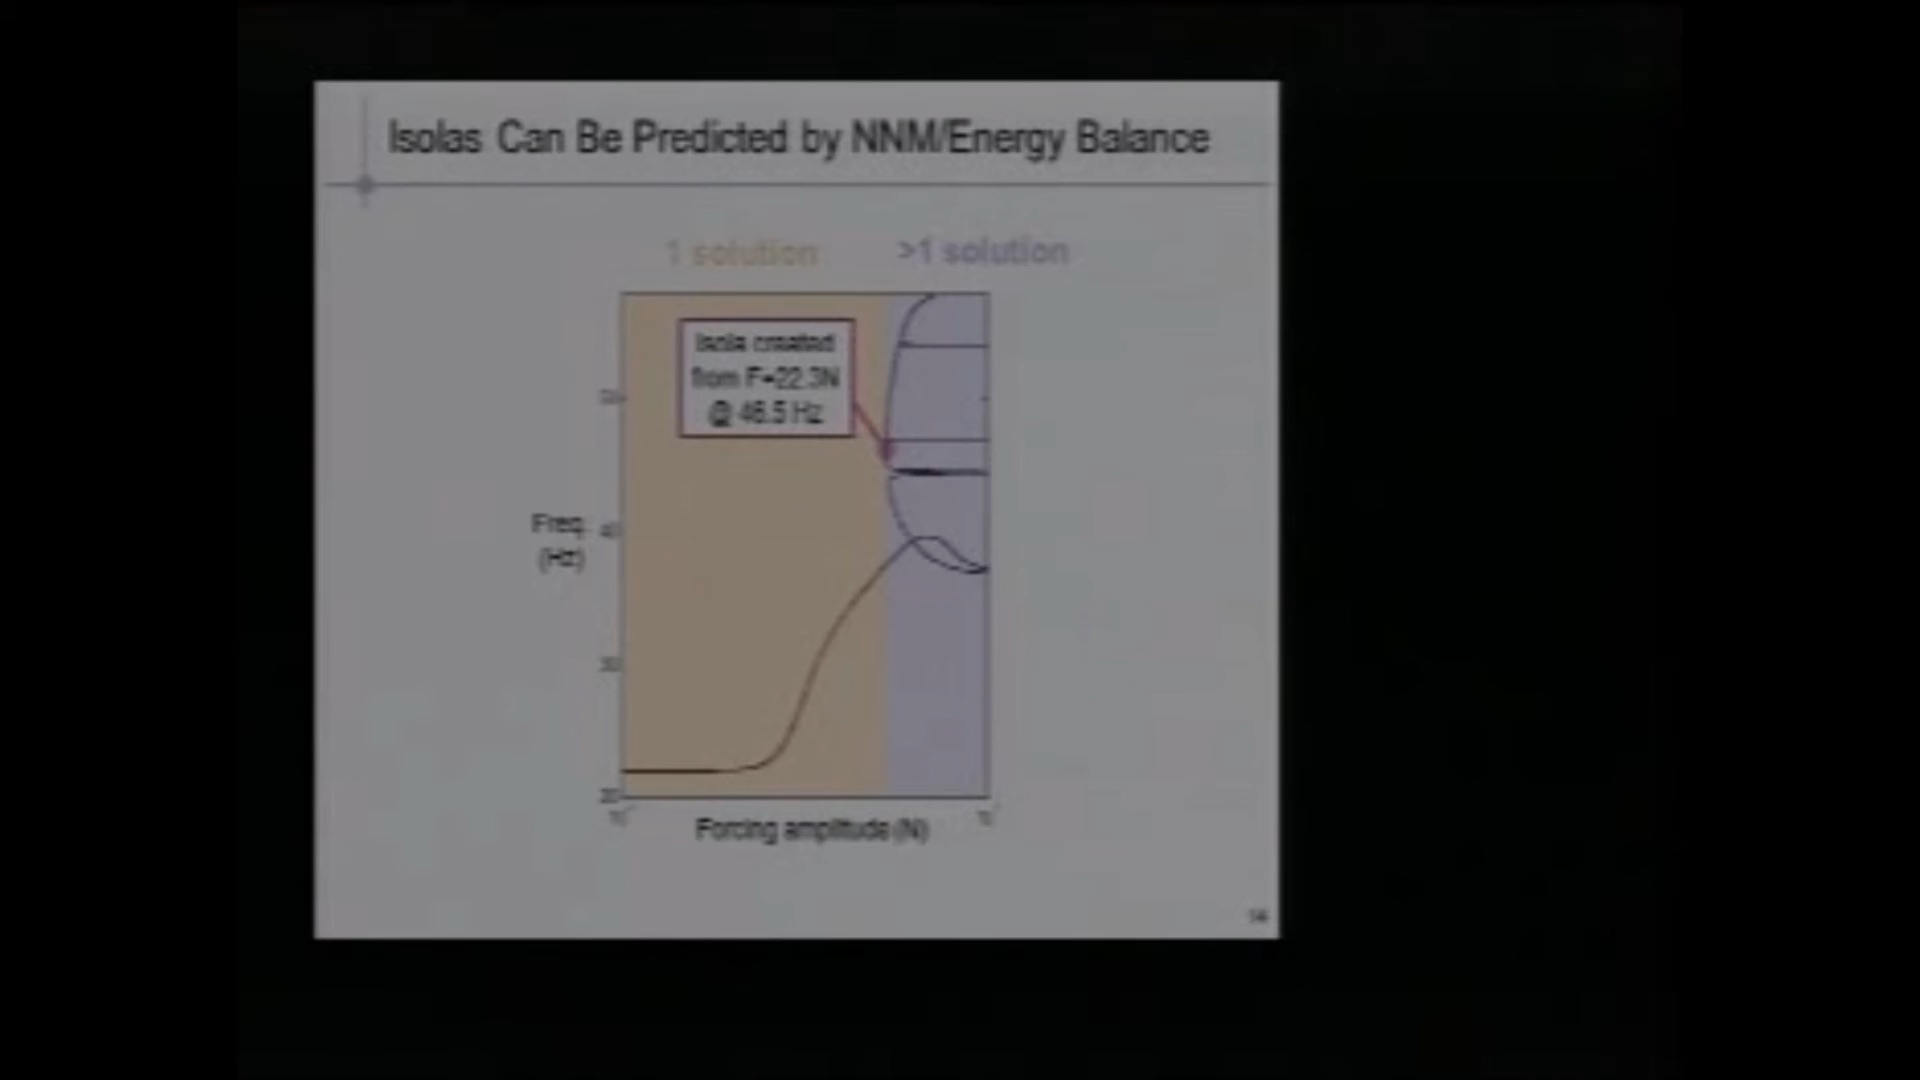 Isolas Can Be Predicted by NNM/Energy Balance
1 solution
>1 solution
Isola created
from F=22.3N
@ 46.5 Hz
Freq.
(Hz)
40
30
20
Forcing amplitude (N)